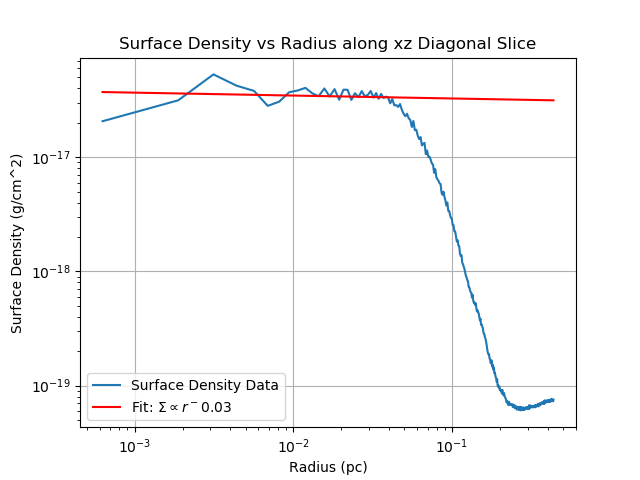 Surface Density vs Radius along xz Diagonal Slice
Surface Density (g/cm^2)
10⁻¹⁷
10⁻¹⁸
10⁻¹⁹
Surface Density Data
Fit: Σ ∝ r⁻0.03
10⁻³
10⁻²
10⁻¹
Radius (pc)